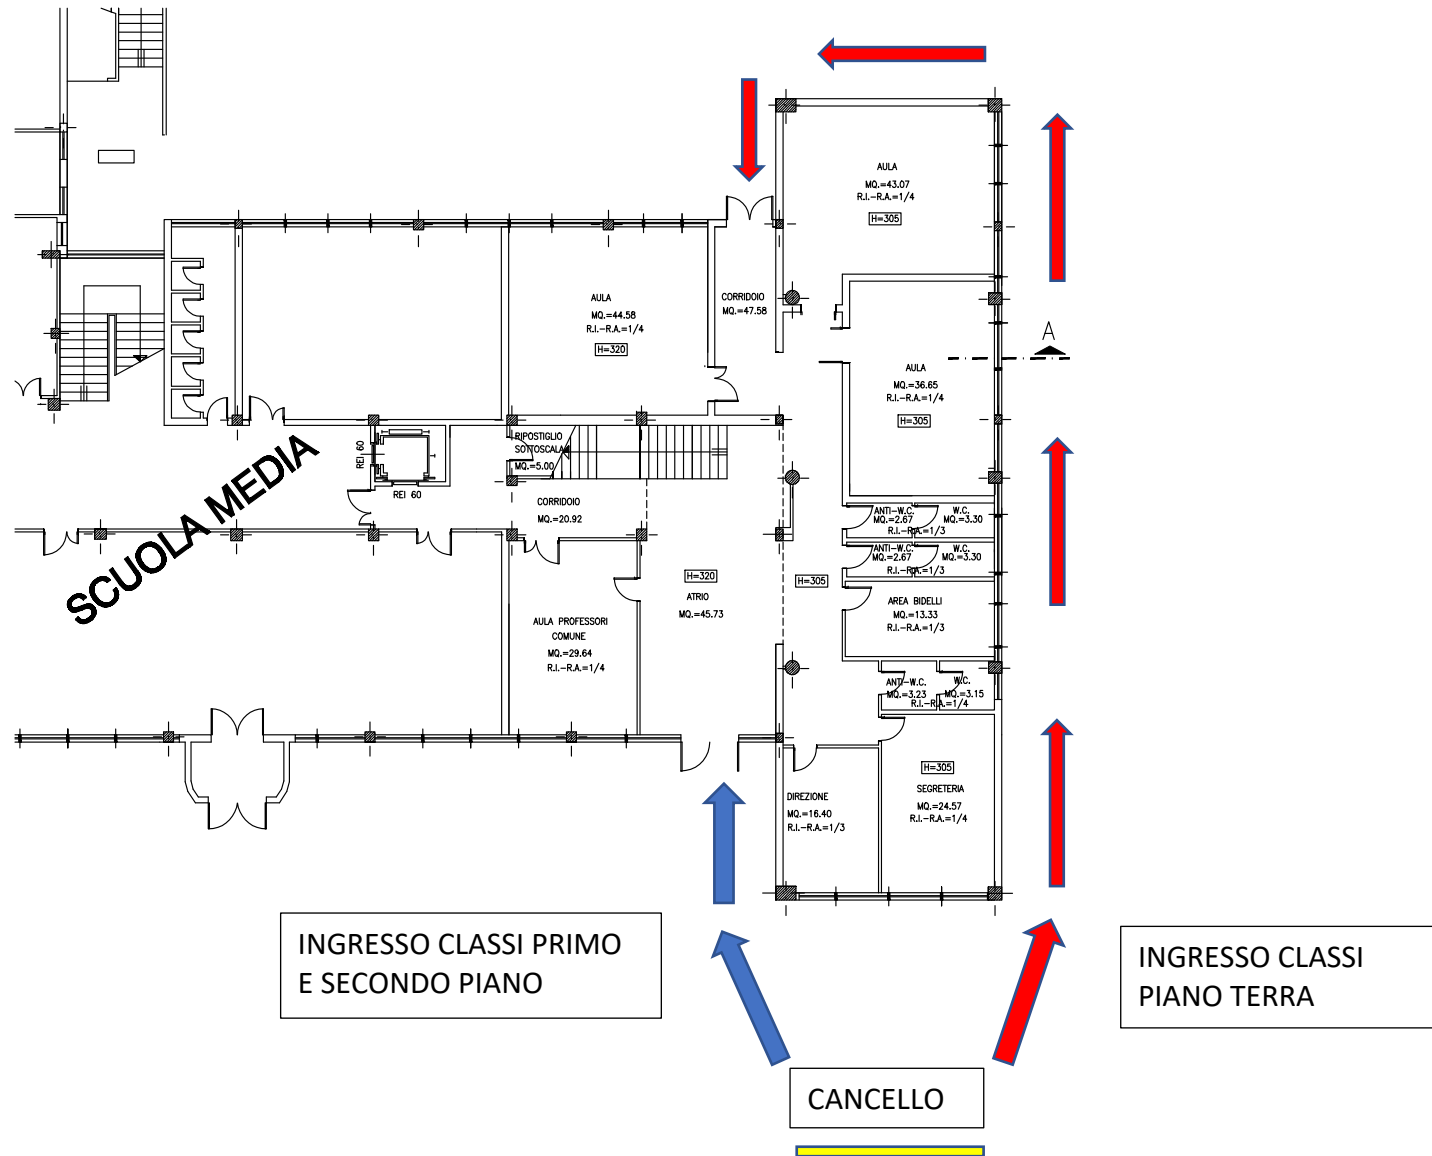 AULA
MQ.=43.07
R.I.-R.A.=1/4
H=305
AULA
MQ.=44.58
R.I.-R.A.=1/4
H=320
CORRIDOIO
MQ.=47.58
A
AULA
MQ.=36.65
R.I.-R.A.=1/4
H=305
SCUOLA MEDIA
REI 60
REI 60
RIPOSTIGLIO
SOTTOSCALA
MQ.=5.00
CORRIDOIO
MQ.=20.92
ANTI-W.C.
MQ.=2.67
W.C.
MQ.=3.30
R.I.-R.A.=1/3
ANTI-W.C.
MQ.=2.67
W.C.
MQ.=3.30
R.I.-R.A.=1/3
H=320
ATRIO
MQ.=45.73
H=305
AREA BIDELLI
MQ.=13.33
R.I.-R.A.=1/3
AULA PROFESSORI
COMUNE
MQ.=29.64
R.I.-R.A.=1/4
ANTI-W.C.
MQ.=3.23
W.C.
MQ.=3.15
R.I.-R.A.=1/4
H=305
SEGRETERIA
MQ.=24.57
R.I.-R.A.=1/4
DIREZIONE
MQ.=16.40
R.I.-R.A.=1/3
INGRESSO CLASSI PRIMO
E SECONDO PIANO
INGRESSO CLASSI
PIANO TERRA
CANCELLO